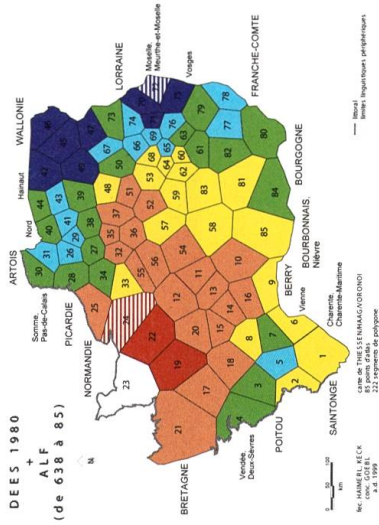 DEES 1980
+
ALF
(de 638 à 85)
N
ARTOIS
Nord
Hainaut
WALLONIE
LORRAINE
Moselle,
Meurthe-et-Moselle
Vosges
FRANCHE-COMTE
Somme,
Pas-de-Calais
PICARDIE
NORMANDIE
BRETAGNE
Vendée,
Deux-Sèvres
POITOU
SAINTONGE
Charente,
Charente-Maritime
Vienne
BERRY
BOURBONNAIS,
Nièvre
BOURGOGNE
30
31
40
44
43
42
45
46
47
28
26
29
41
39
38
27
34
35
37
50
67
73
74
66
69
76
79
78
77
63
65
68
64
60
61
62
53
48
51
52
36
32
33
25
24
23
22
19
21
17
20
12
55
56
57
54
59
83
82
80
81
84
58
85
11
10
13
14
15
16
18
8
9
7
6
5
3
4
2
1
littoral
limites linguistiques périphériques
0 50 100
km
fec. HAIMERL, KECK
conc. GOEBL
a.d. 1999
carte de THIESSEN/HAAG/VORONOI
85 points d'atlas
222 segments de polygone